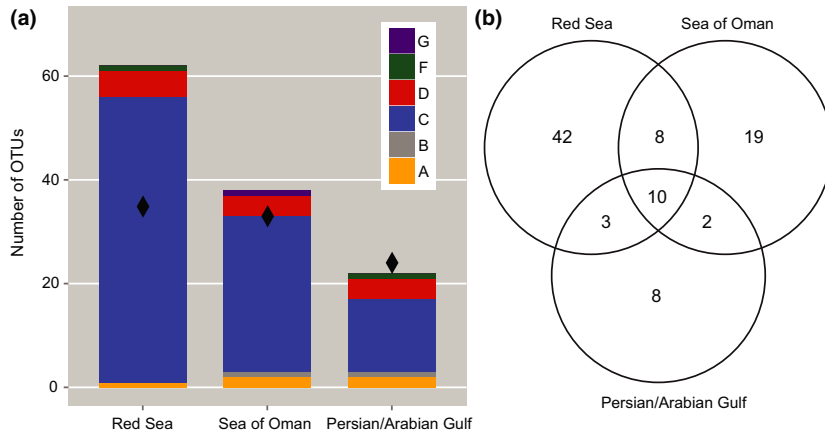 (a)
Number of OTUs
60
40
20
0
G
F
D
C
B
A
Red Sea
Sea of Oman
Persian/Arabian Gulf
(b)
Red Sea
Sea of Oman
42
8
19
10
3
2
8
Persian/Arabian Gulf